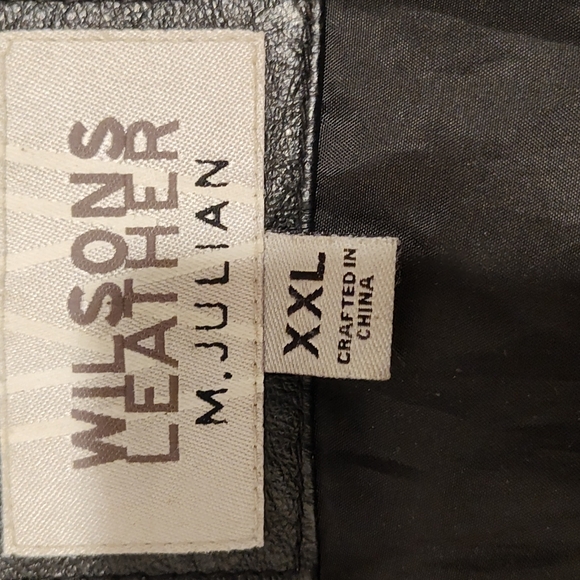 WILSONS
LEATHER
M.JULIAN
XXL
CRAFTED IN
CHINA